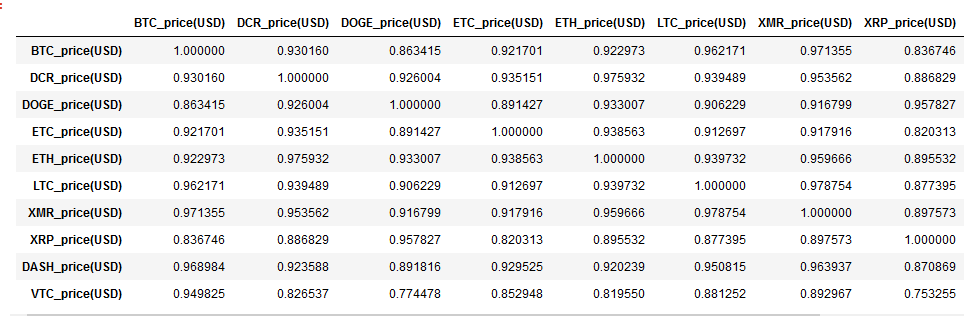 BTC_price(USD) DCR_price(USD) DOGE_price(USD) ETC_price(USD) ETH_price(USD) LTC_price(USD) XMR_price(USD) XRP_price(USD)
BTC_price(USD) 1.000000 0.930160 0.863415 0.921701 0.922973 0.962171 0.971355 0.836746
DCR_price(USD) 0.930160 1.000000 0.926004 0.935151 0.975932 0.939489 0.953562 0.886829
DOGE_price(USD) 0.863415 0.926004 1.000000 0.891427 0.933007 0.906229 0.916799 0.957827
ETC_price(USD) 0.921701 0.935151 0.891427 1.000000 0.938563 0.912697 0.917916 0.820313
ETH_price(USD) 0.922973 0.975932 0.933007 0.938563 1.000000 0.939732 0.959666 0.895532
LTC_price(USD) 0.962171 0.939489 0.906229 0.912697 0.939732 1.000000 0.978754 0.877395
XMR_price(USD) 0.971355 0.953562 0.916799 0.917916 0.959666 0.978754 1.000000 0.897573
XRP_price(USD) 0.836746 0.886829 0.957827 0.820313 0.895532 0.877395 0.897573 1.000000
DASH_price(USD) 0.968984 0.923588 0.891816 0.929525 0.920239 0.950815 0.963937 0.870869
VTC_price(USD) 0.949825 0.826537 0.774478 0.852948 0.819550 0.881252 0.892967 0.753255